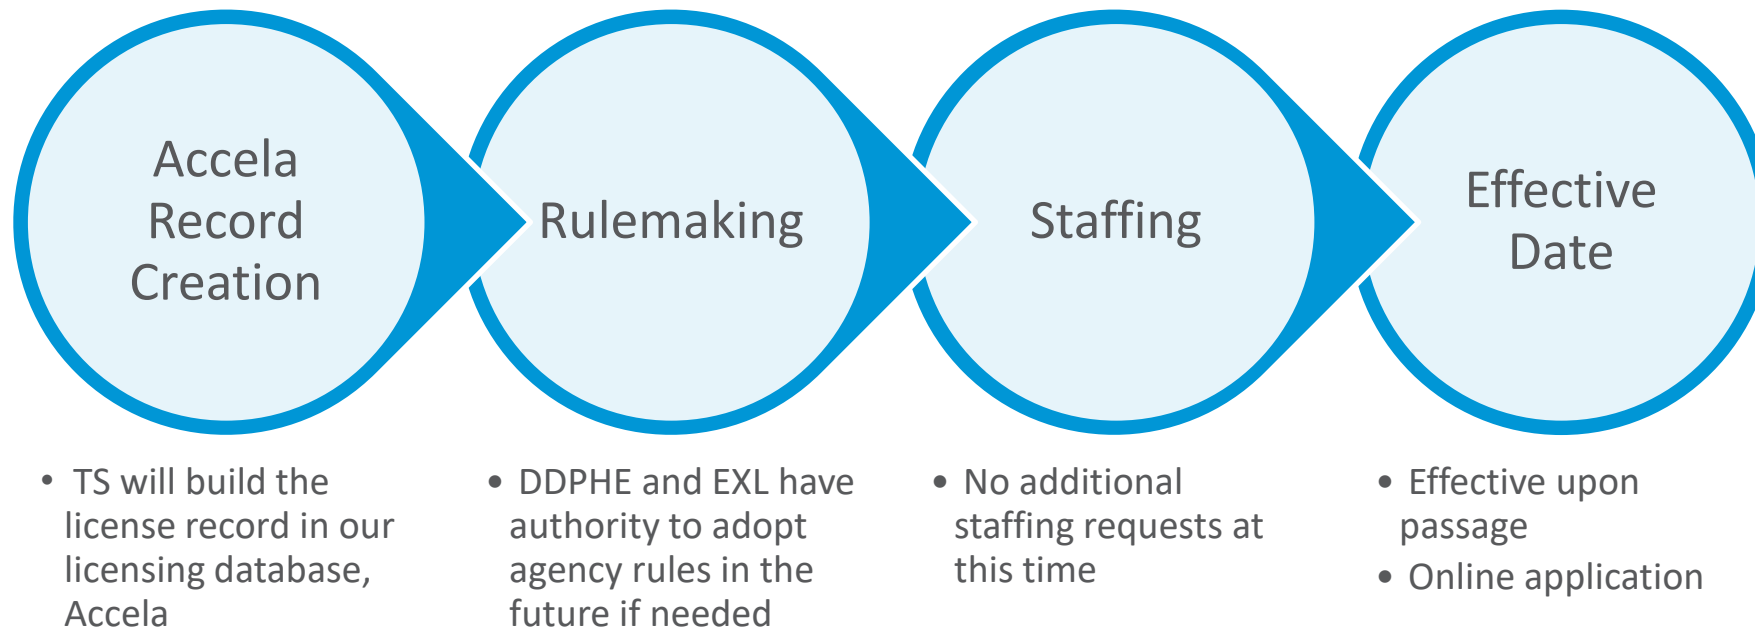 Accela
Record
Creation
Rulemaking
Staffing
Effective
Date
• TS will build the
license record in our
licensing database,
Accela
• DDPHE and EXL have
authority to adopt
agency rules in the
future if needed
• No additional
staffing requests at
this time
• Effective upon
passage
• Online application